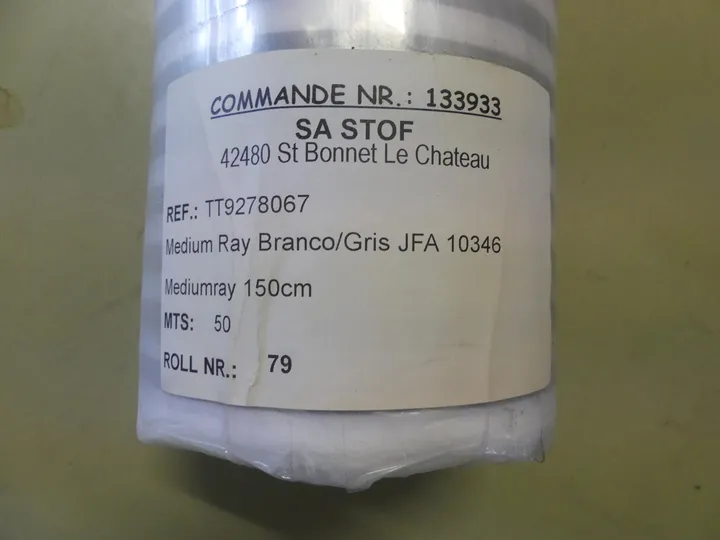 COMMANDE NR.: 133933
SA STOF
42480 St Bonnet Le Chateau
REF.: TT9278067
Medium Ray Branco/Gris JFA 10346
Mediumray 150cm
MTS: 50
ROLL NR.: 79